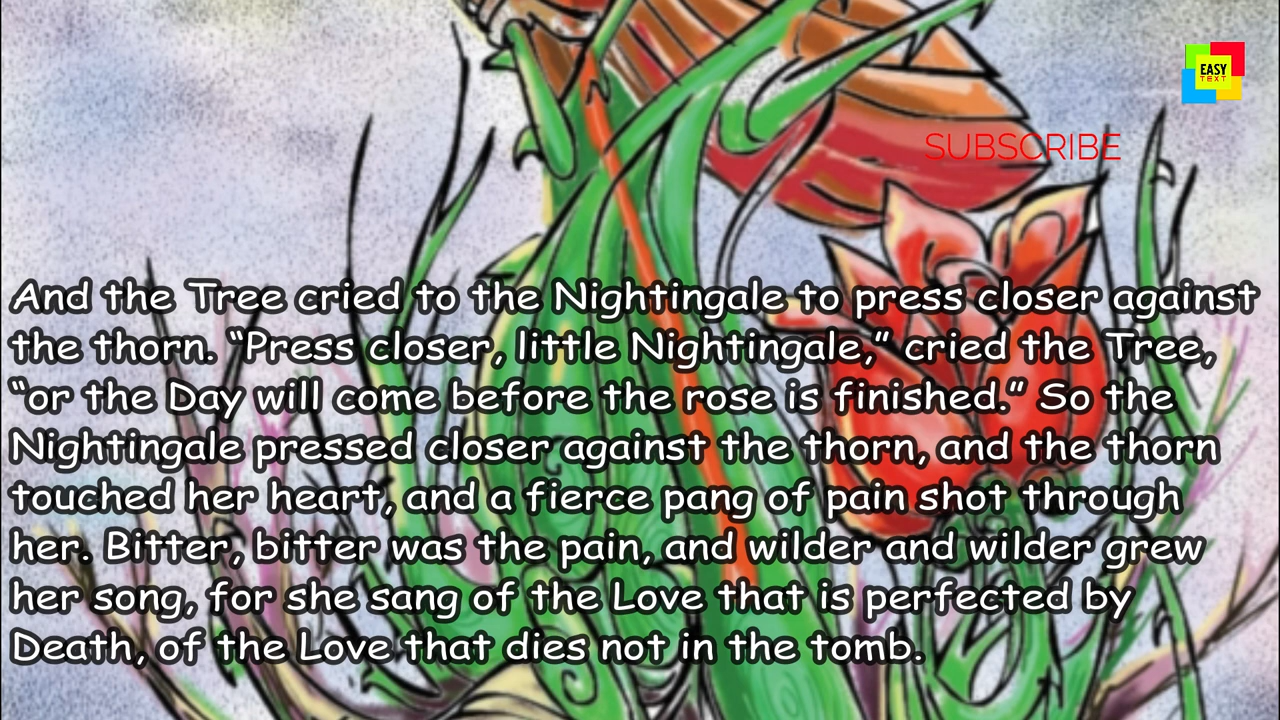 EASY
TEXT
SUBSCRIBE
And the Tree cried to the Nightingale to press closer against
the thorn. “Press closer, little Nightingale,” cried the Tree,
“or the Day will come before the rose is finished.” So the
Nightingale pressed closer against the thorn, and the thorn
touched her heart, and a fierce pang of pain shot through
her. Bitter, bitter was the pain, and wilder and wilder grew
her song, for she sang of the Love that is perfected by
Death, of the Love that dies not in the tomb.